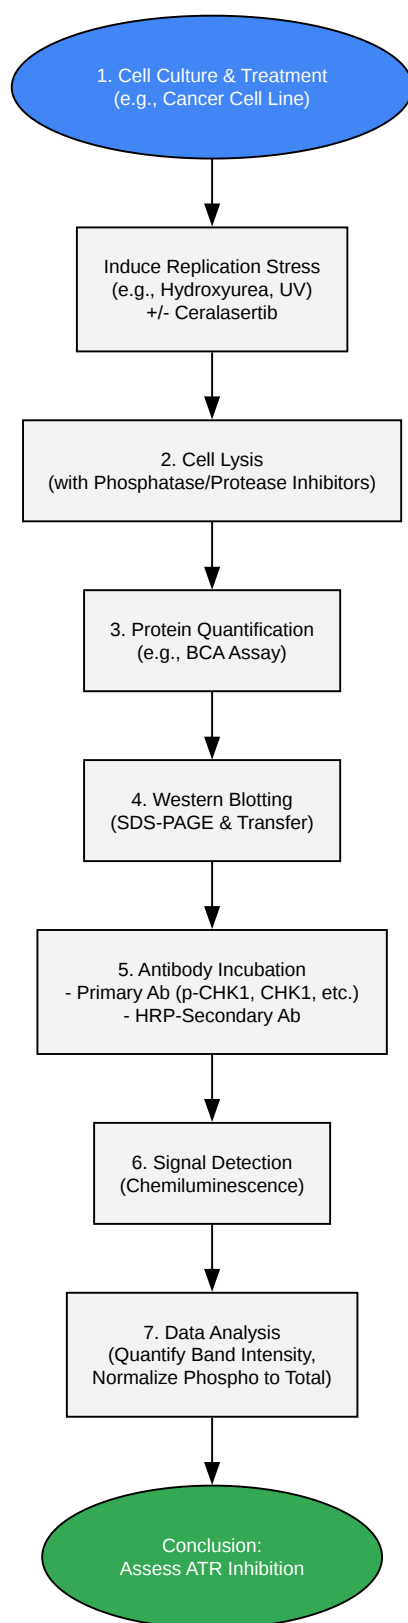 1. Cell Culture & Treatment
(e.g., Cancer Cell Line)
Induce Replication Stress
(e.g., Hydroxyurea, UV)
+/- Ceralasertib
2. Cell Lysis
(with Phosphatase/Protease Inhibitors)
3. Protein Quantification
(e.g., BCA Assay)
4. Western Blotting
(SDS-PAGE & Transfer)
5. Antibody Incubation
- Primary Ab (p-CHK1, CHK1, etc.)
- HRP-Secondary Ab
6. Signal Detection
(Chemiluminescence)
7. Data Analysis
(Quantify Band Intensity,
Normalize Phospho to Total)
Conclusion:
Assess ATR Inhibition